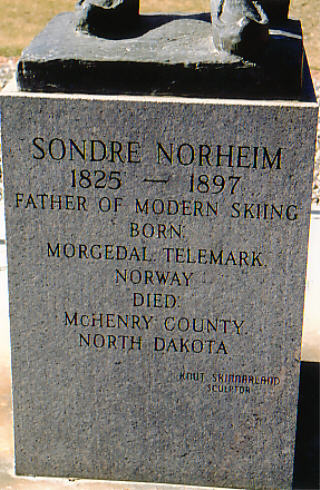 SONDRE NORHEIM
1825 — 1897
FATHER OF MODERN SKIING
BORN:
MORGEDAL TELEMARK,
NORWAY
DIED:
McHENRY COUNTY,
NORTH DAKOTA
KNUT SKINNARLAND
SCULPTOR